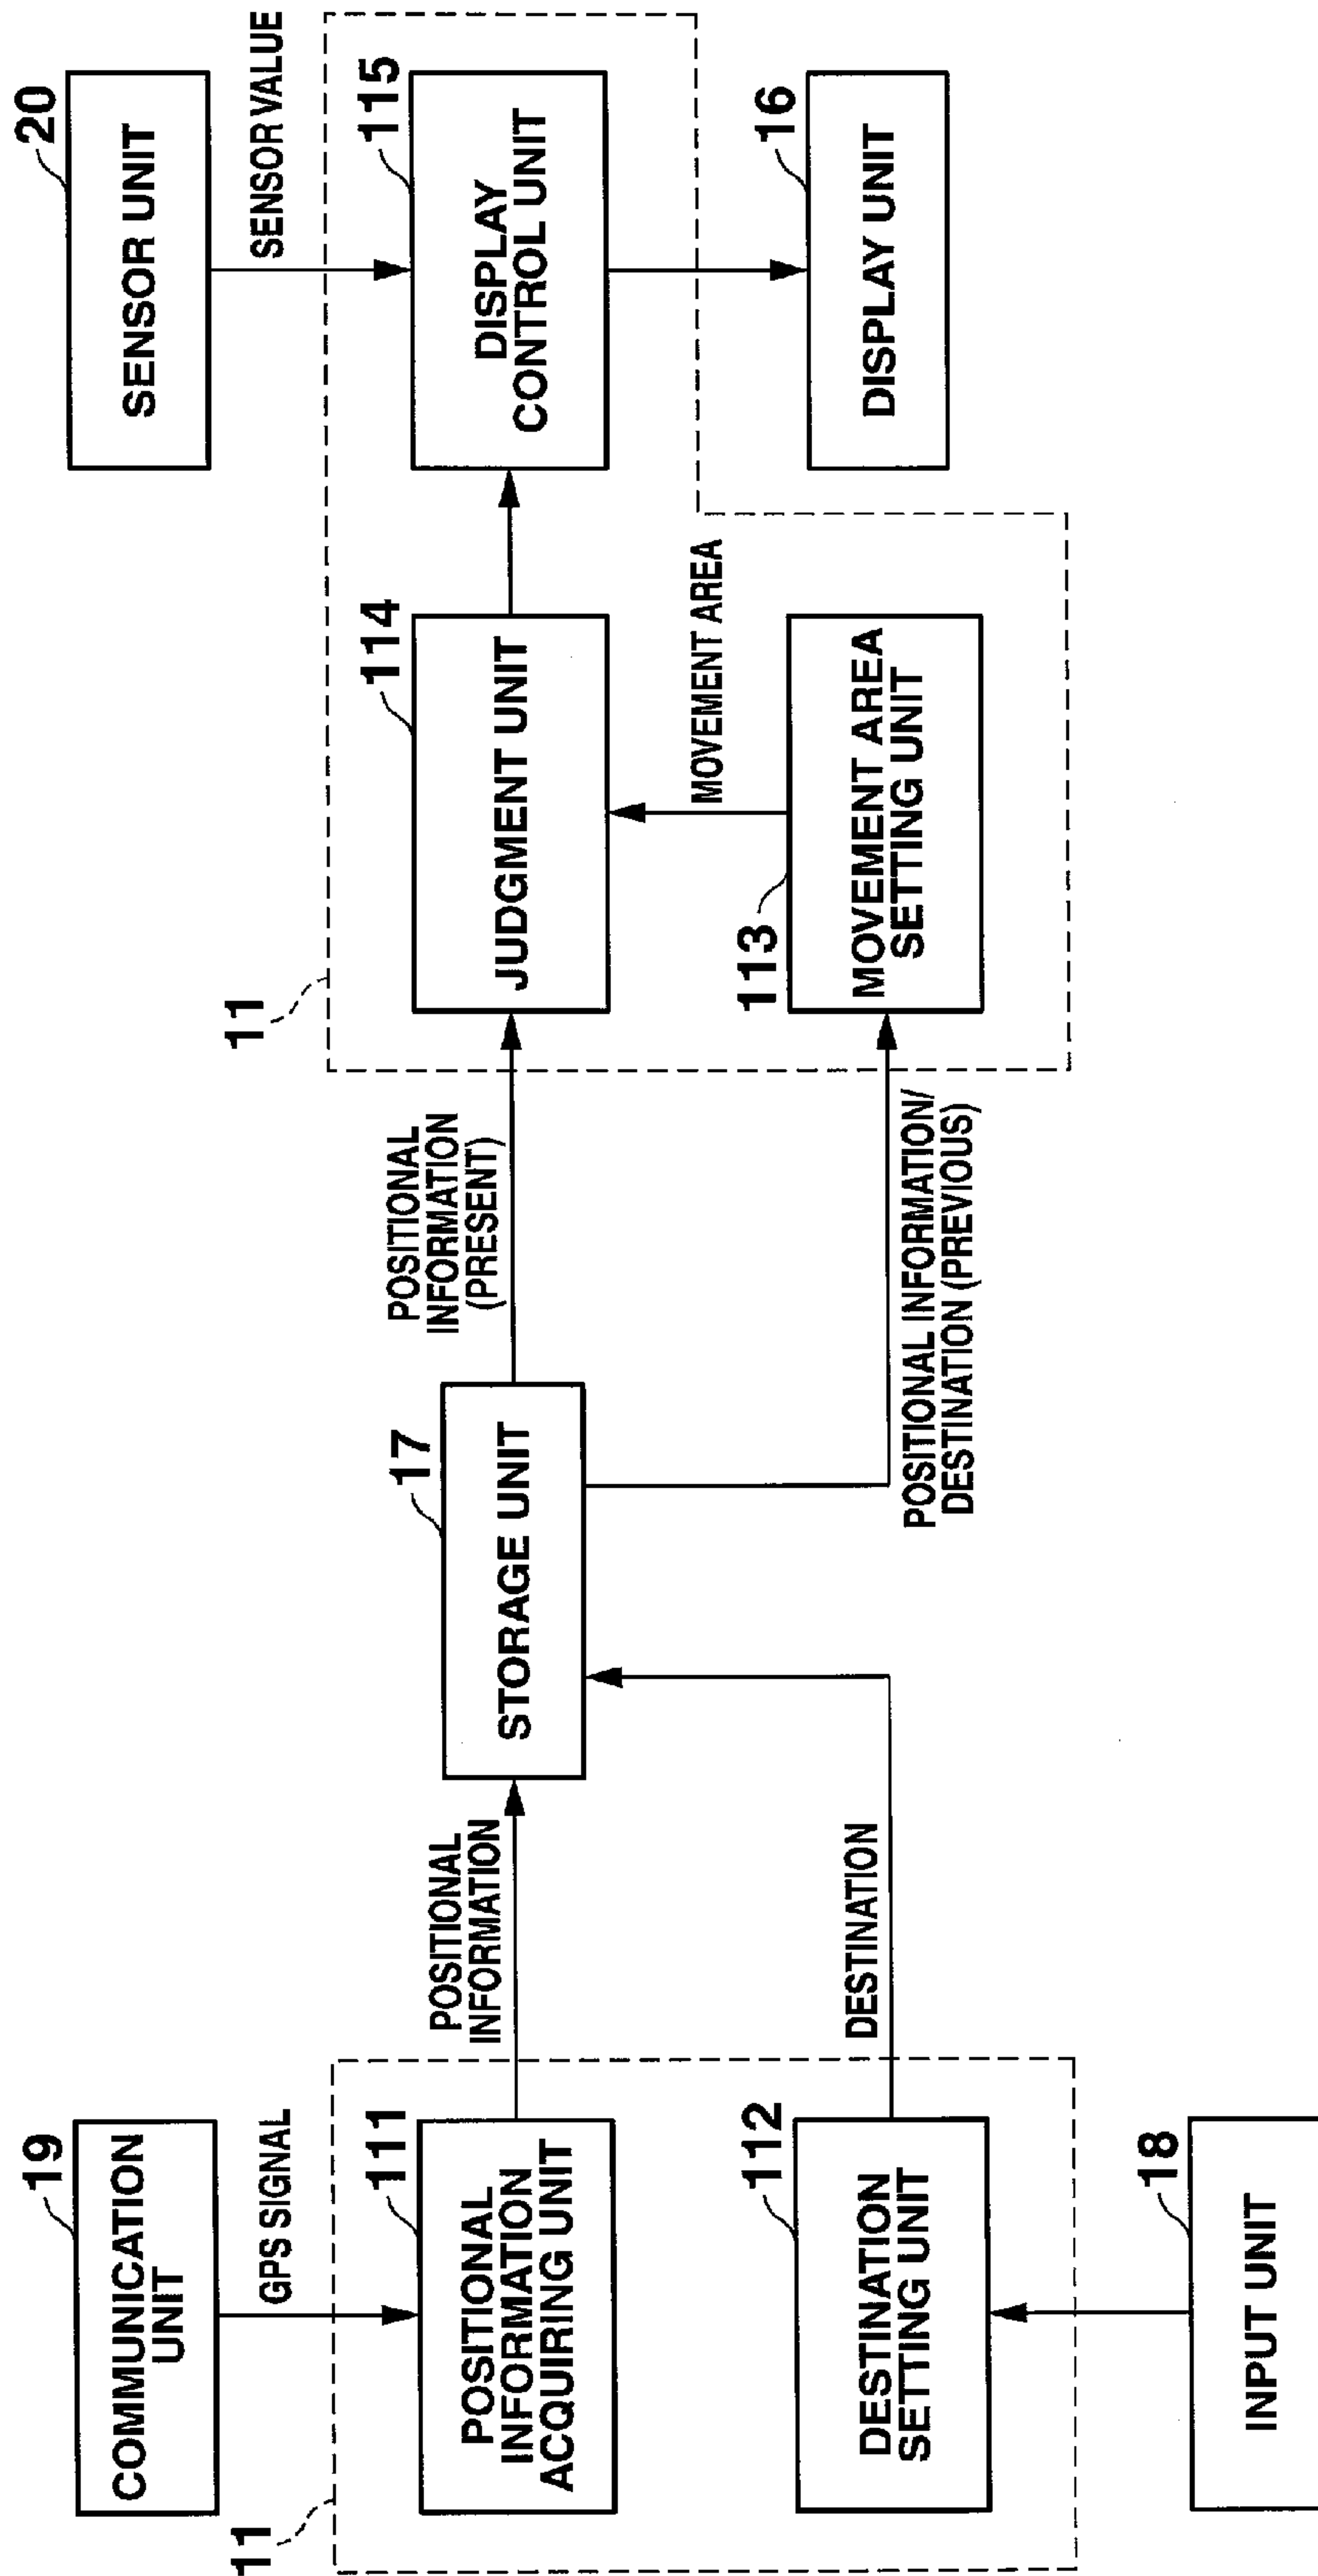 19
COMMUNICATION
UNIT
GPS SIGNAL
11
111
POSITIONAL
INFORMATION
ACQUIRING UNIT
112
DESTINATION
SETTING UNIT
18
INPUT UNIT
POSITIONAL
INFORMATION
DESTINATION
17
STORAGE UNIT
POSITIONAL
INFORMATION
(PRESENT)
POSITIONAL INFORMATION/
DESTINATION (PREVIOUS)
11
114
JUDGMENT UNIT
MOVEMENT AREA
113
MOVEMENT AREA
SETTING UNIT
20
SENSOR UNIT
SENSOR VALUE
115
DISPLAY
CONTROL UNIT
16
DISPLAY UNIT